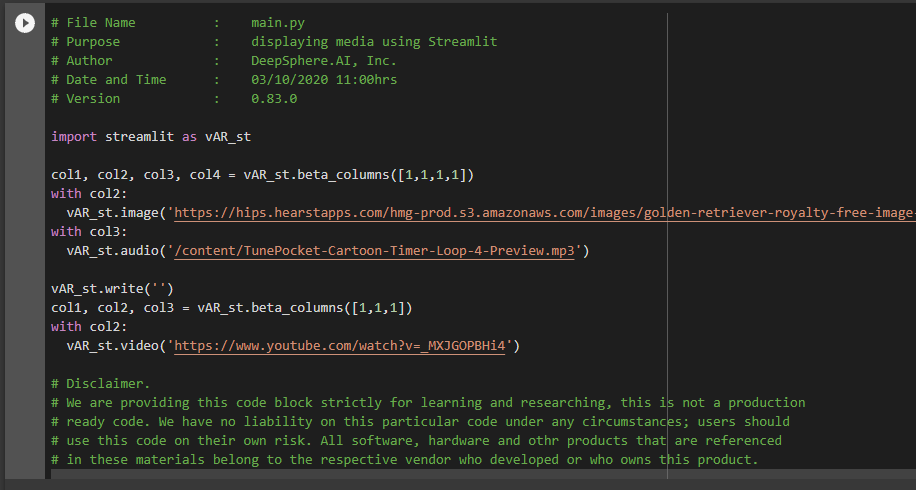 # File Name          :    main.py
# Purpose            :    displaying media using Streamlit
# Author             :    DeepSphere.AI, Inc.
# Date and Time      :    03/10/2020 11:00hrs
# Version            :    0.83.0
import streamlit as vAR_st
col1, col2, col3, col4 = vAR_st.beta_columns([1,1,1,1])
with col2:
  vAR_st.image('https://hips.hearstapps.com/hmg-prod.s3.amazonaws.com/images/golden-retriever-royalty-free-image-
with col3:
  vAR_st.audio('/content/TunePocket-Cartoon-Timer-Loop-4-Preview.mp3')
vAR_st.write('')
col1, col2, col3 = vAR_st.beta_columns([1,1,1])
with col2:
  vAR_st.video('https://www.youtube.com/watch?v=_MXJGOPBHi4')
# Disclaimer.
# We are providing this code block strictly for learning and researching, this is not a production
# ready code. We have no liability on this particular code under any circumstances; users should
# use this code on their own risk. All software, hardware and othr products that are referenced
# in these materials belong to the respective vendor who developed or who owns this product.